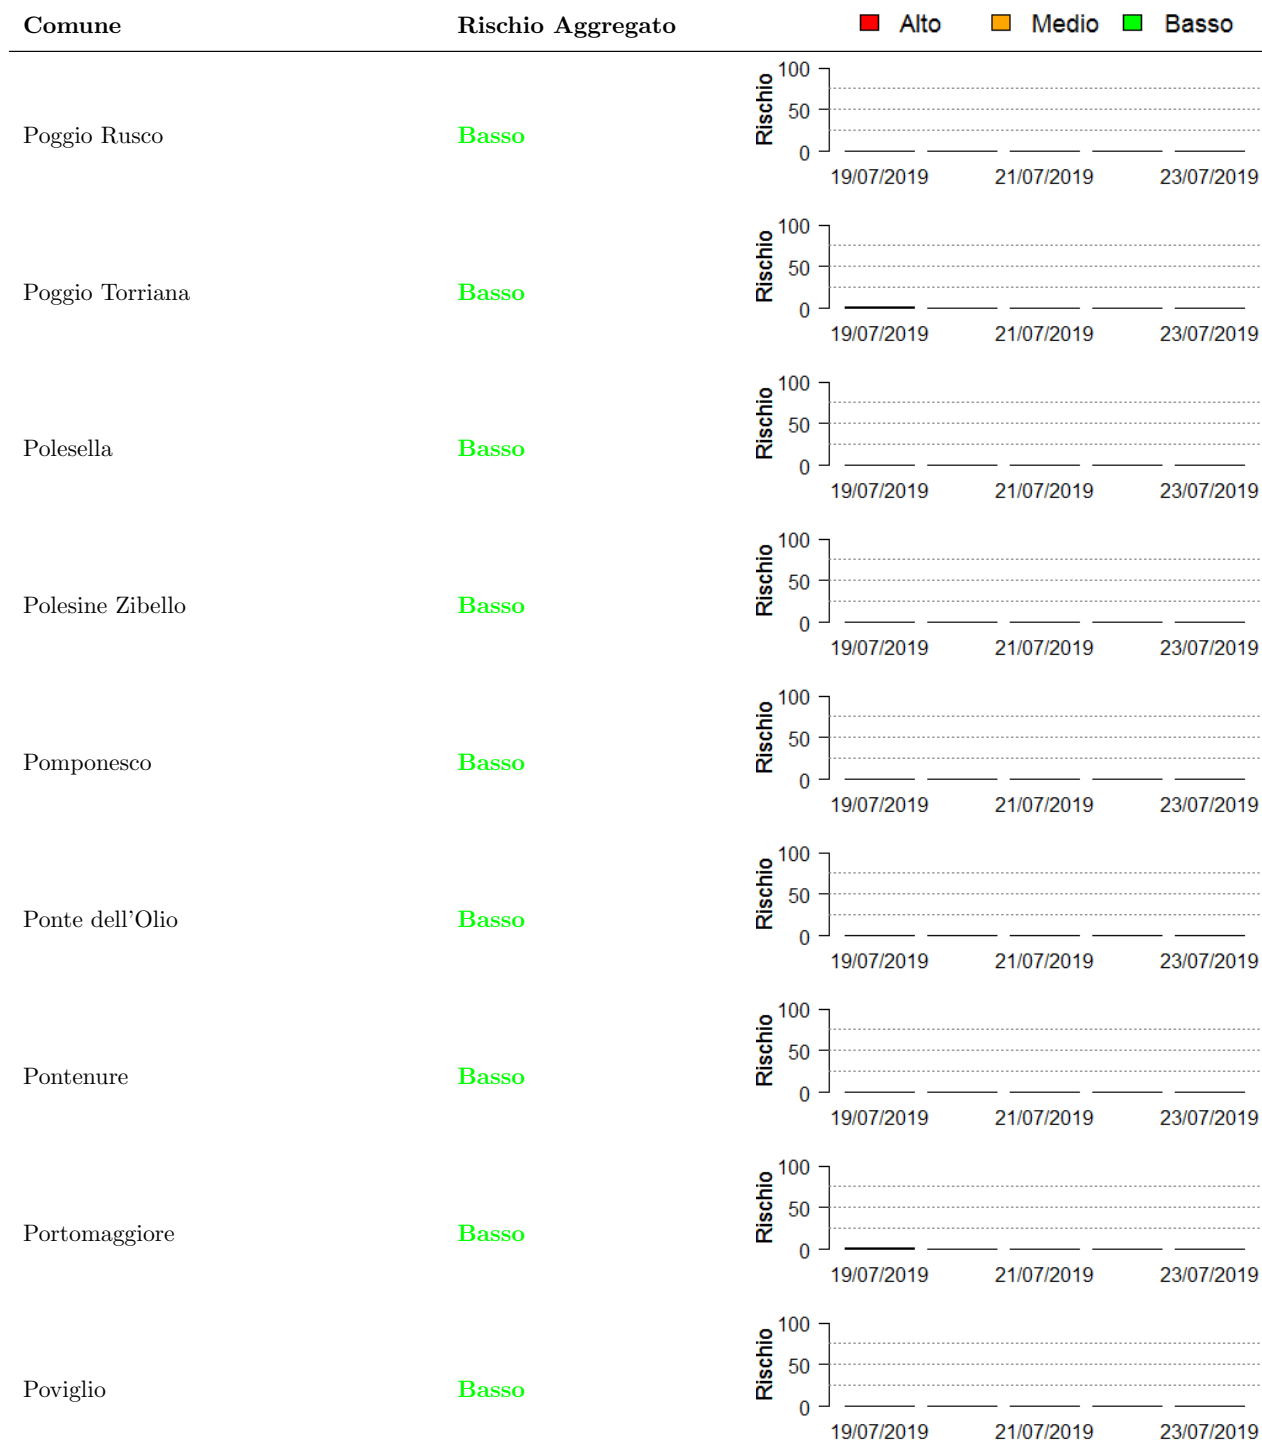 Comune Rischio Aggregato Alto Medio Basso
Poggio Rusco Basso Rischio 100 50 0
19/07/2019 21/07/2019 23/07/2019
Poggio Torriana Basso Rischio 100 50 0
19/07/2019 21/07/2019 23/07/2019
Polesella Basso Rischio 100 50 0
19/07/2019 21/07/2019 23/07/2019
Polesine Zibello Basso Rischio 100 50 0
19/07/2019 21/07/2019 23/07/2019
Pomponesco Basso Rischio 100 50 0
19/07/2019 21/07/2019 23/07/2019
Ponte dell'Olio Basso Rischio 100 50 0
19/07/2019 21/07/2019 23/07/2019
Pontenure Basso Rischio 100 50 0
19/07/2019 21/07/2019 23/07/2019
Portomaggiore Basso Rischio 100 50 0
19/07/2019 21/07/2019 23/07/2019
Poviglio Basso Rischio 100 50 0
19/07/2019 21/07/2019 23/07/2019